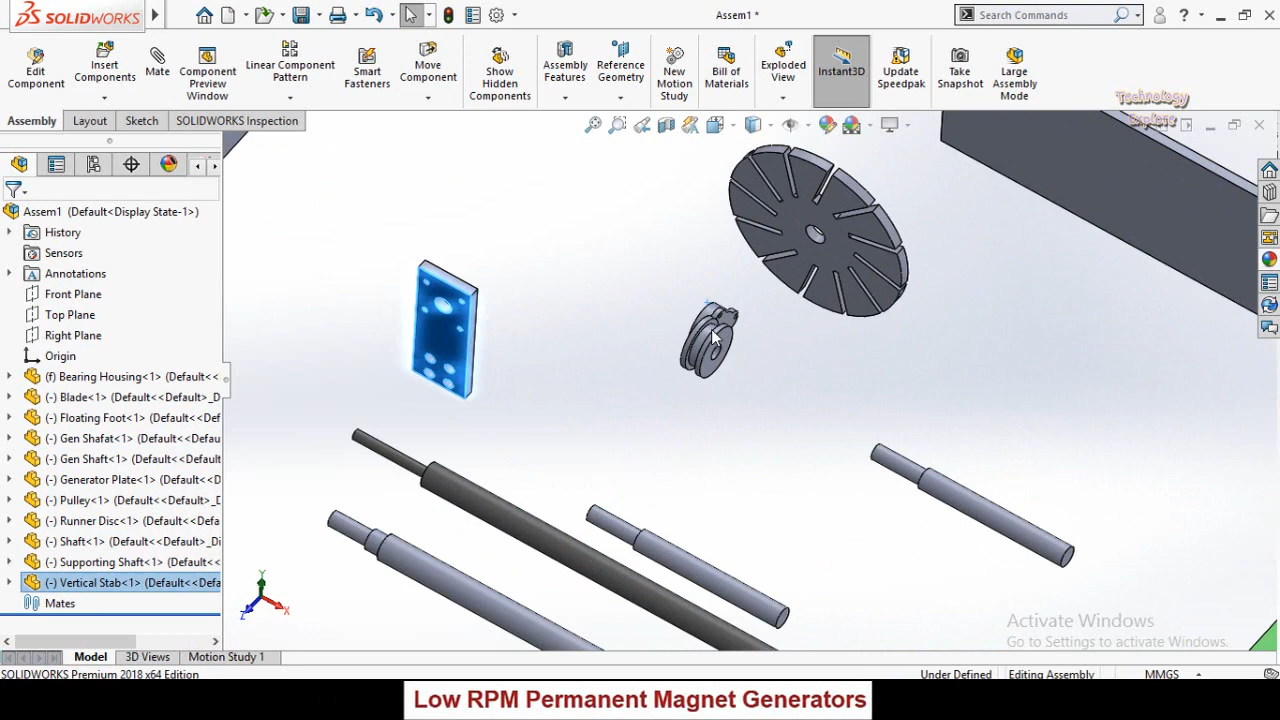 SOLIDWORKS
Assem1 *
Search Commands
Edit Component
Insert Components
Mate
Component Preview Window
Linear Component Pattern
Smart Fasteners
Move Component
Show Hidden Components
Assembly Features
Reference Geometry
New Motion Study
Bill of Materials
Exploded View
Instant3D
Update Speedpak
Take Snapshot
Large Assembly Mode
Technology
Explore
Assembly
Layout
Sketch
SOLIDWORKS Inspection
Assem1 (Default<Display State-1>)
History
Sensors
Annotations
Front Plane
Top Plane
Right Plane
Origin
(f) Bearing Housing<1> (Default<<
(-) Blade<1> (Default<<Default>_D
(-) Floating Foot<1> (Default<<Def
(-) Gen Shafat<1> (Default<<Defau
(-) Gen Shaft<1> (Default<<Default
(-) Generator Plate<1> (Default<<D
(-) Pulley<1> (Default<<Default>_D
(-) Runner Disc<1> (Default<<Defa
(-) Shaft<1> (Default<<Default>_Di
(-) Supporting Shaft<1> (Default<<
(-) Vertical Stab<1> (Default<<Defa
Mates
Y
X
Z
Activate Windows
Go to Settings to activate Windows.
Model
3D Views
Motion Study 1
SOLIDWORKS Premium 2018 x64 Edition
Under Defined
Editing Assembly
MMGS
Low RPM Permanent Magnet Generators